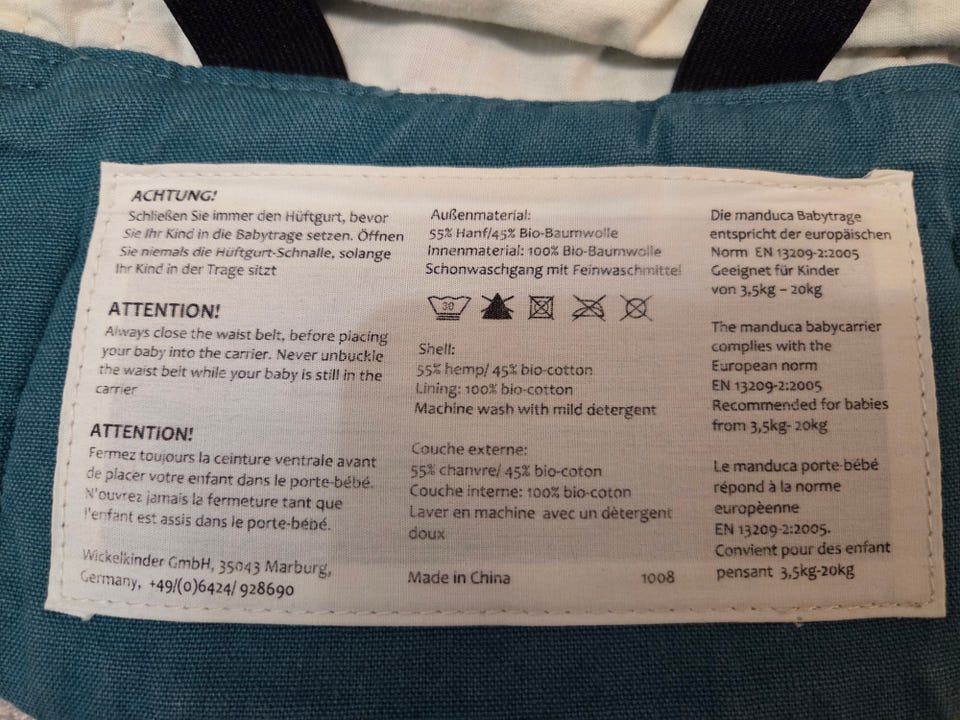 ACHTUNG!
Schließen Sie immer den Hüftgurt, bevor
Sie Ihr Kind in die Babytrage setzen. Öffnen
Sie niemals die Hüftgurt-Schnalle, solange
Ihr Kind in der Trage sitzt
ATTENTION!
Always close the waist belt, before placing
your baby into the carrier. Never unbuckle
the waist belt while your baby is still in the
carrier
ATTENTION!
Fermez toujours la ceinture ventrale avant
de placer votre enfant dans le porte-bébé.
N'ouvrez jamais la fermeture tant que
l'enfant est assis dans le porte-bébé.
Wickelkinder GmbH, 35043 Marburg,
Germany, +49/(0)6424/ 928690
Außenmaterial:
55% Hanf/45% Bio-Baumwolle
Innenmaterial: 100% Bio-Baumwolle
Schonwaschgang mit Feinwaschmittel
30
Shell:
55% hemp/ 45% bio-cotton
Lining: 100% bio-cotton
Machine wash with mild detergent
Couche externe:
55% chanvre/ 45% bio-coton
Couche interne: 100% bio-coton
Laver en machine avec un dètergent
doux
Made in China 1008
Die manduca Babytrage
entspricht der europäischen
Norm EN 13209-2:2005
Geeignet für Kinder
von 3,5kg – 20kg
The manduca babycarrier
complies with the
European norm
EN 13209-2:2005
Recommended for babies
from 3,5kg- 20kg
Le manduca porte-bébé
répond à la norme
europèenne
EN 13209-2:2005.
Convient pour des enfant
pensant 3,5kg-20kg